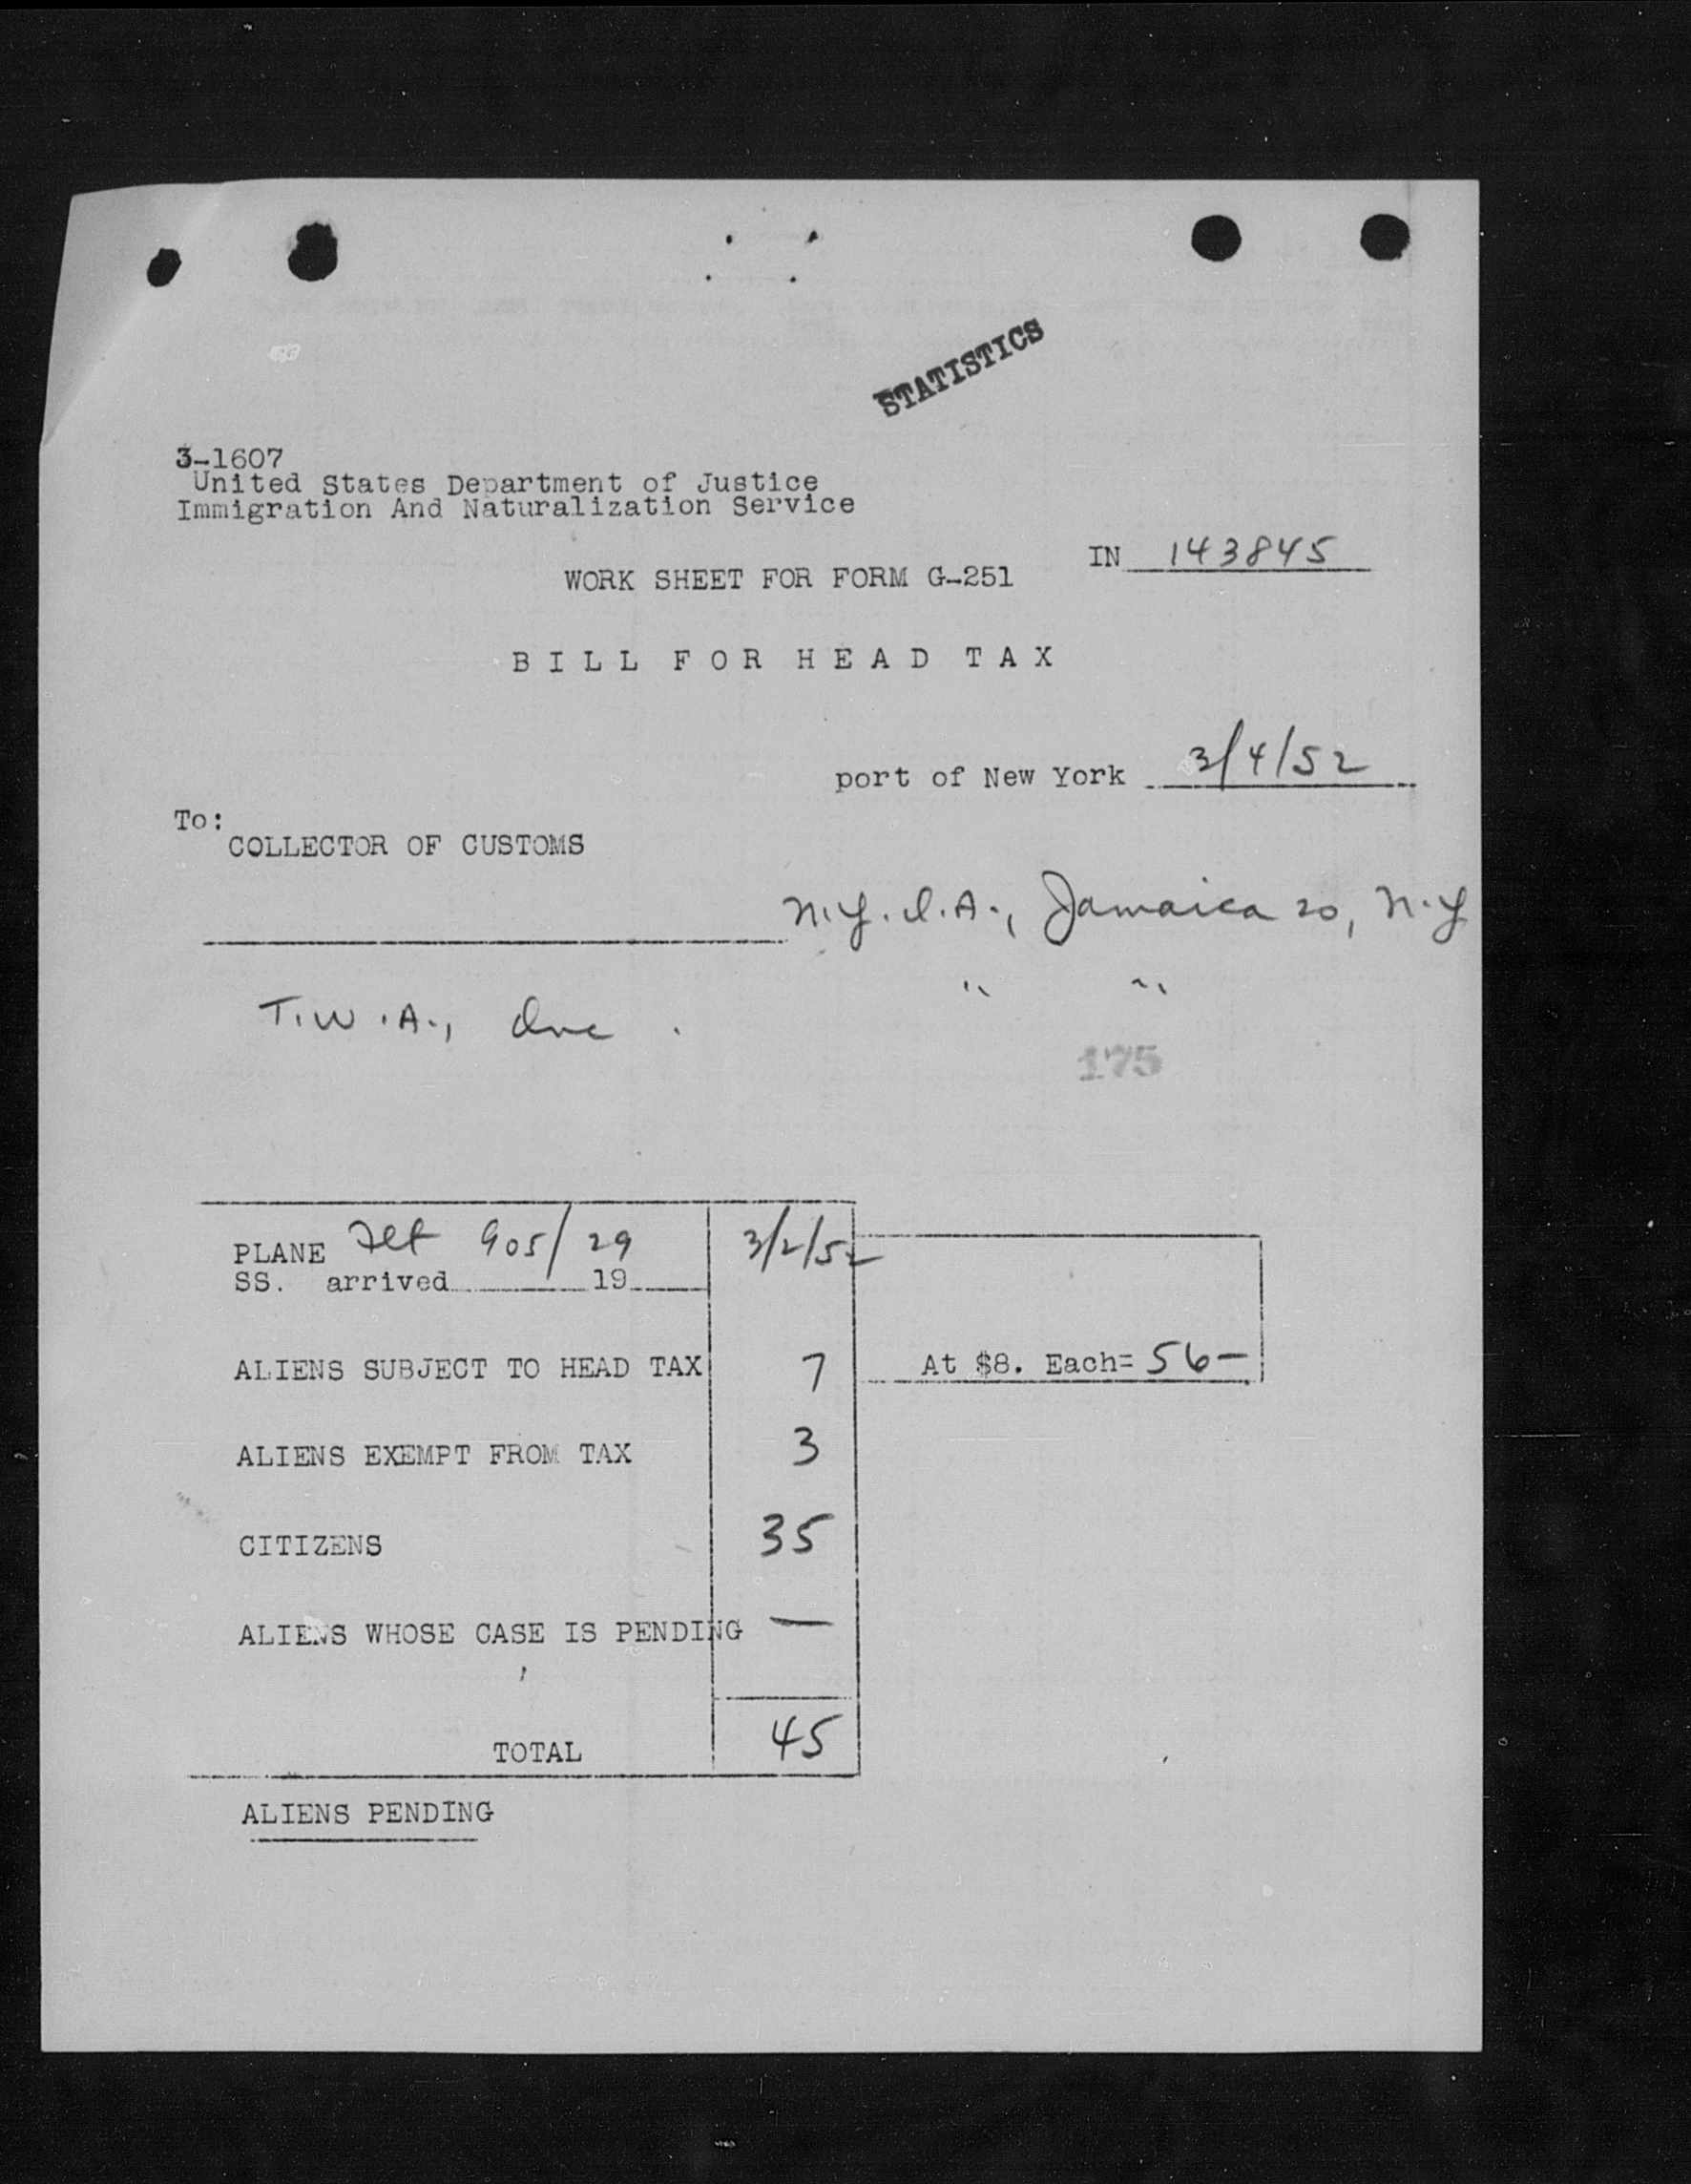 STATISTICS
3-1607
United States Department of Justice
Immigration And Naturalization Service
IN 143845
WORK SHEET FOR FORM G-251
BILL FOR HEAD TAX
port of New York 3/4/52
To:
COLLECTOR OF CUSTOMS
N.Y.I.A., Jamaica 20, N.Y
" "
T.W.A., Inc.
175
PLANE Flt 905/29 3/2/52
SS. arrived 19
ALIENS SUBJECT TO HEAD TAX 7 At $8. Each= 56-
ALIENS EXEMPT FROM TAX 3
CITIZENS 35
ALIENS WHOSE CASE IS PENDING —
TOTAL 45
ALIENS PENDING